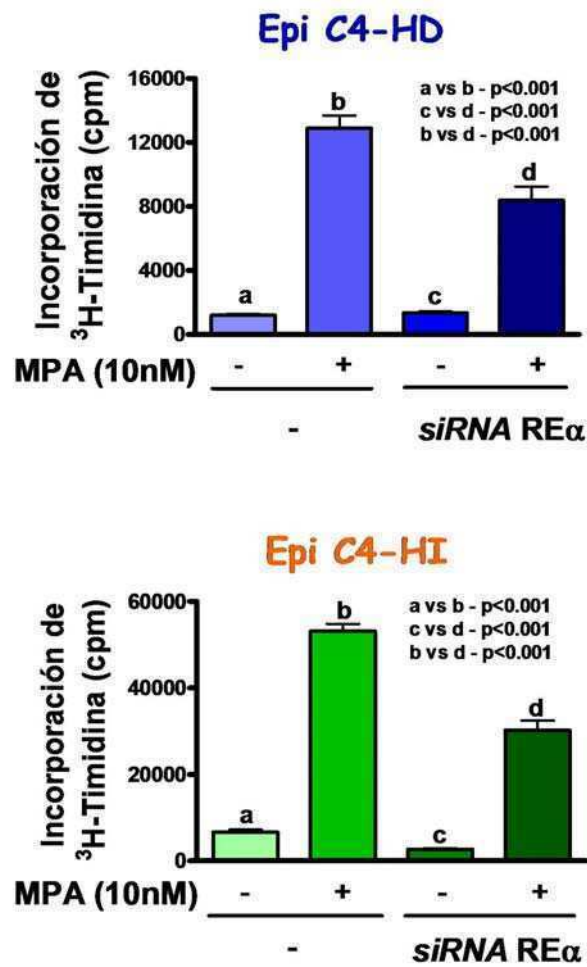 Epi C4-HD
Incorporación de
³H-Timidina (cpm)
16000
12000
8000
4000
0
a
b
c
d
a vs b - p<0.001
c vs d - p<0.001
b vs d - p<0.001
MPA (10nM) - + - +
- siRNA REα
Epi C4-HI
Incorporación de
³H-Timidina (cpm)
60000
40000
20000
0
a
b
c
d
a vs b - p<0.001
c vs d - p<0.001
b vs d - p<0.001
MPA (10nM) - + - +
- siRNA REα